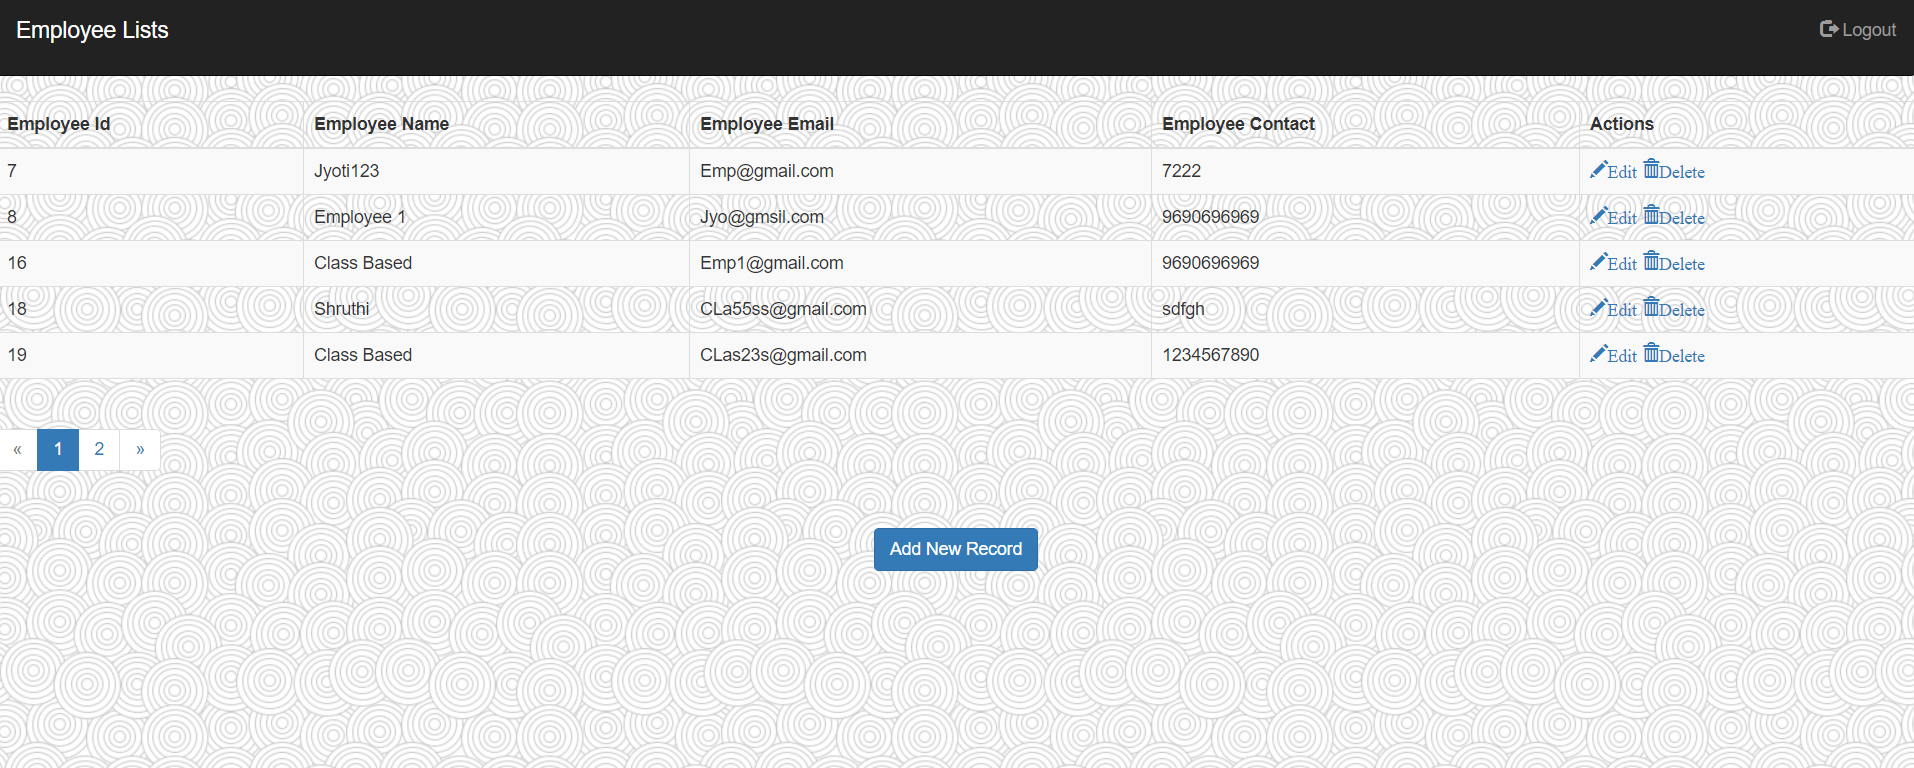 Employee Lists Logout
Employee Id Employee Name Employee Email Employee Contact Actions
7 Jyoti123 Emp@gmail.com 7222 Edit Delete
8 Employee 1 Jyo@gmsil.com 9690696969 Edit Delete
16 Class Based Emp1@gmail.com 9690696969 Edit Delete
18 Shruthi CLa55ss@gmail.com sdfgh Edit Delete
19 Class Based CLas23s@gmail.com 1234567890 Edit Delete
« 1 2 »
Add New Record